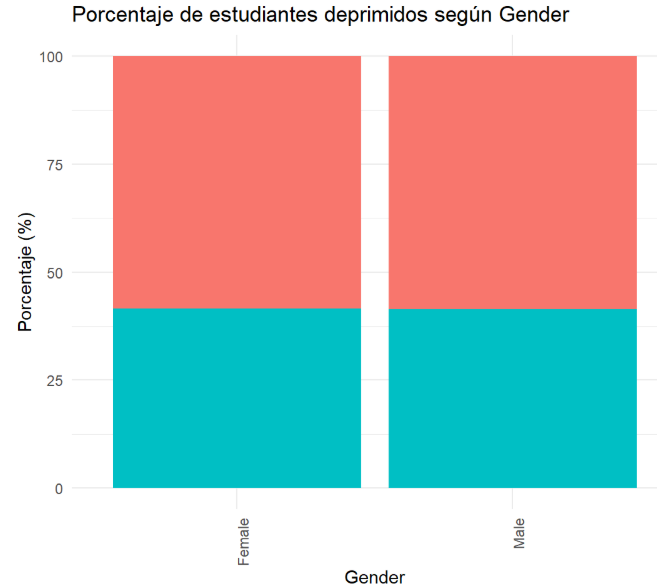 Porcentaje de estudiantes deprimidos según Gender
Porcentaje (%)
100
75
50
25
0
Female
Male
Gender